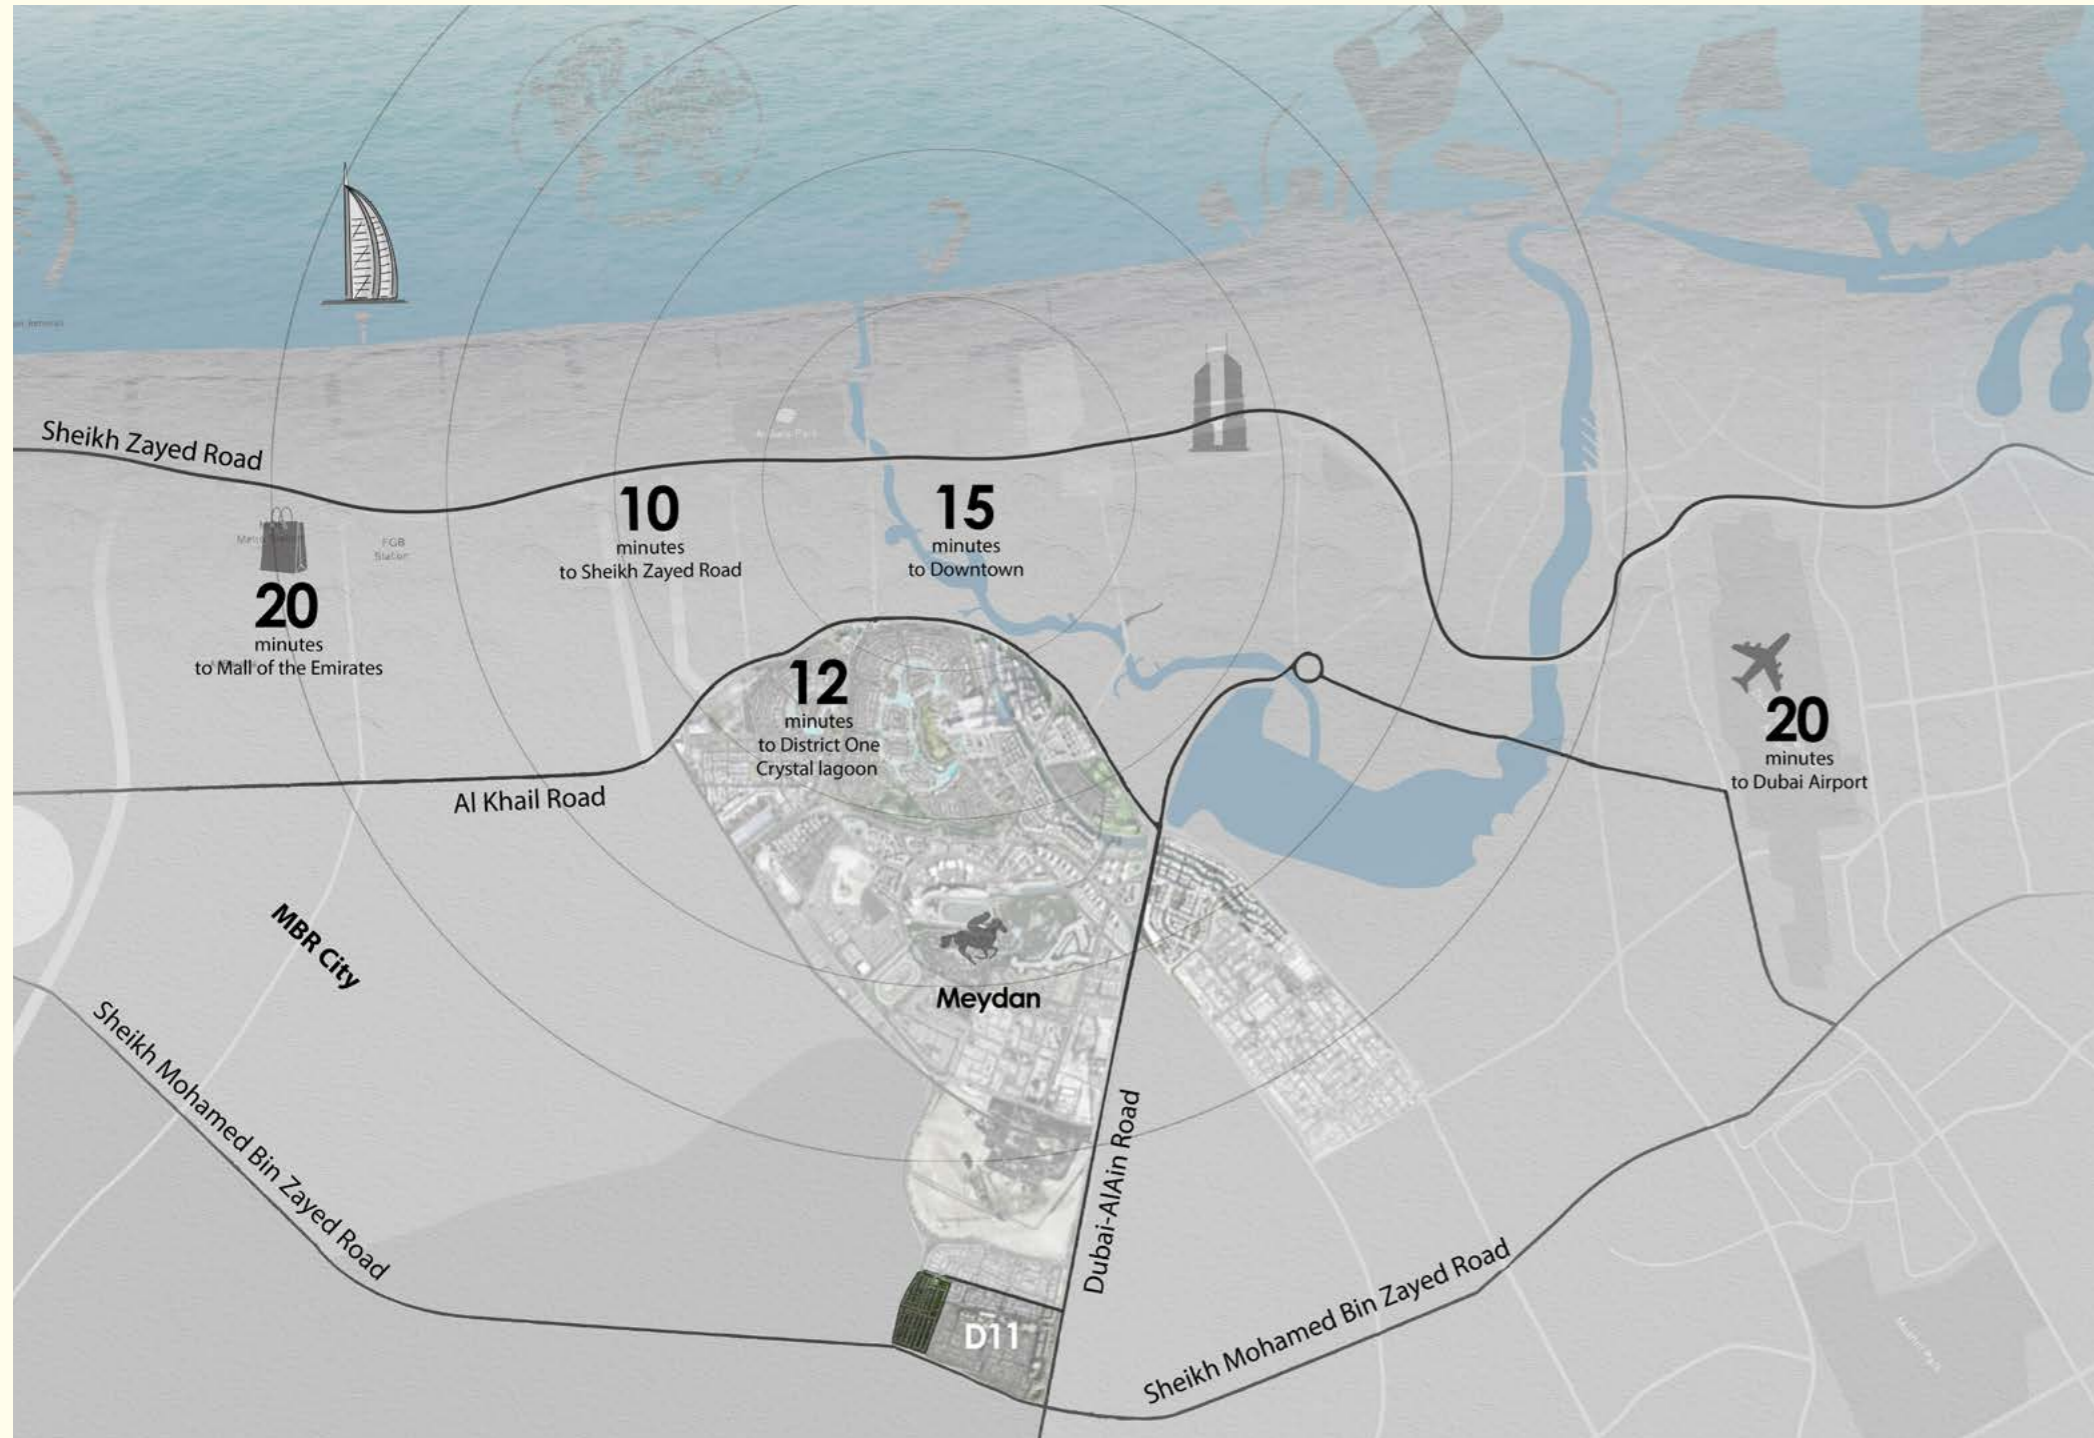 Sheikh Zayed Road
10
minutes
to Sheikh Zayed Road
15
minutes
to Downtown
FGB
Station
20
minutes
to Mall of the Emirates
12
minutes
to District One
Crystal lagoon
20
minutes
to Dubai Airport
Al Khail Road
MBR City
Meydan
Sheikh Mohamed Bin Zayed Road
Dubai-AlAin Road
D11
Sheikh Mohamed Bin Zayed Road